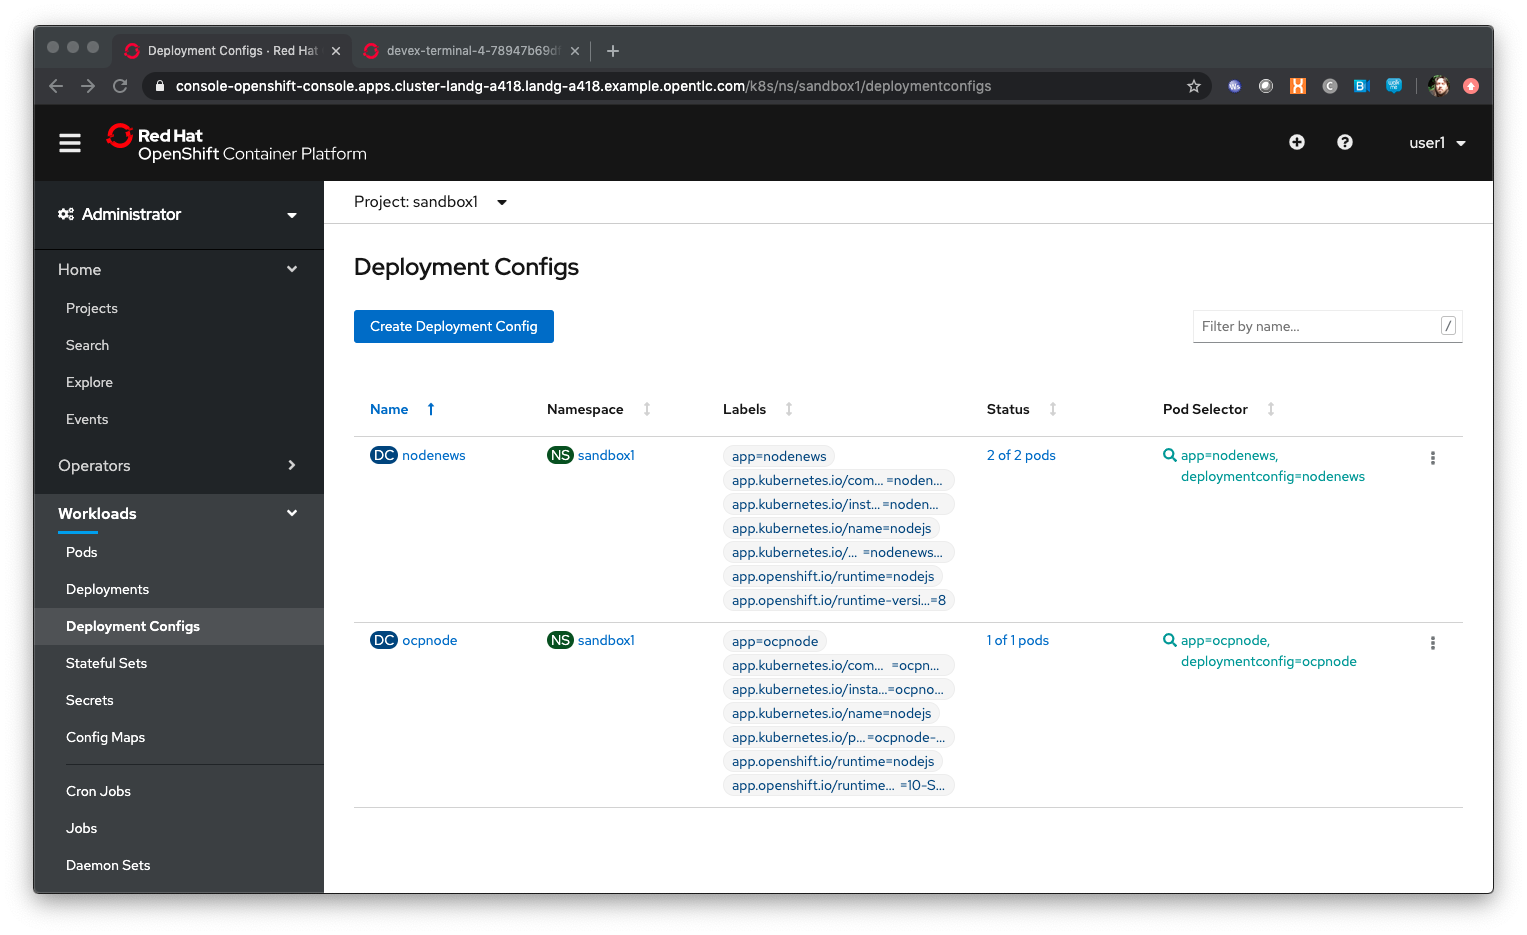 Deployment Configs · Red Hat
devex-terminal-4-78947b69df
console-openshift-console.apps.cluster-landg-a418.landg-a418.example.opentlc.com/k8s/ns/sandbox1/deploymentconfigs
Red Hat
OpenShift Container Platform
user1
Administrator
Project: sandbox1
Home
Projects
Search
Explore
Events
Operators
Workloads
Pods
Deployments
Deployment Configs
Stateful Sets
Secrets
Config Maps
Cron Jobs
Jobs
Daemon Sets
Deployment Configs
Create Deployment Config
Filter by name...
/
Name Namespace Labels Status Pod Selector
DC nodenews NS sandbox1 app=nodenews 2 of 2 pods app=nodenews,
deploymentconfig=nodenews
app.kubernetes.io/com... =noden...
app.kubernetes.io/inst... =noden...
app.kubernetes.io/name=nodejs
app.kubernetes.io/... =nodenews...
app.openshift.io/runtime=nodejs
app.openshift.io/runtime-versi...=8
DC ocpnode NS sandbox1 app=ocpnode 1 of 1 pods app=ocpnode,
deploymentconfig=ocpnode
app.kubernetes.io/com... =ocpn...
app.kubernetes.io/insta...=ocpno...
app.kubernetes.io/name=nodejs
app.kubernetes.io/p...=ocpnode-...
app.openshift.io/runtime=nodejs
app.openshift.io/runtime... =10-S...